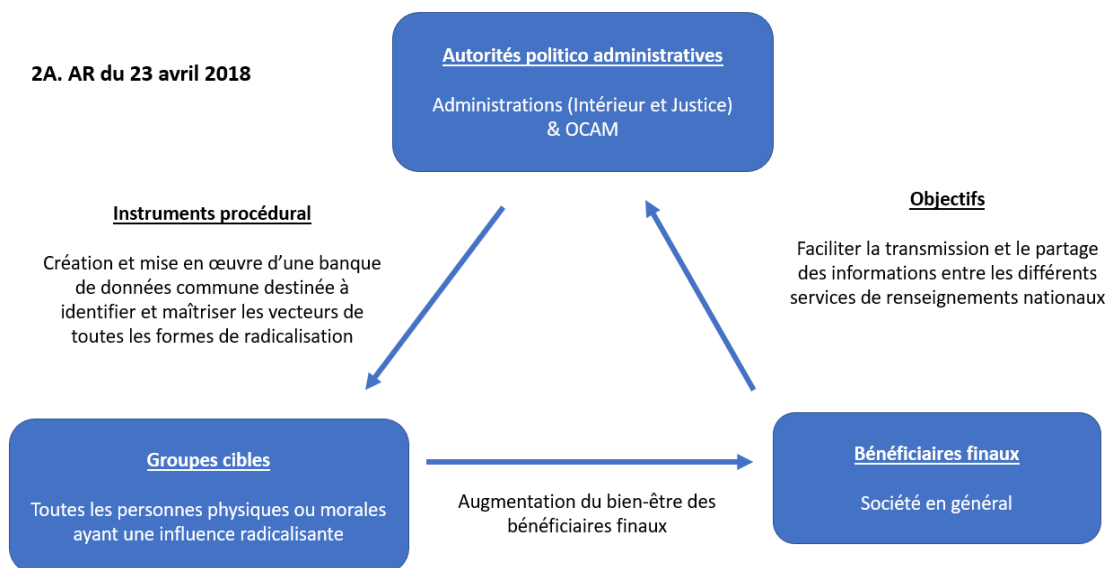 2A. AR du 23 avril 2018
Autorités politico administratives
Administrations (Intérieur et Justice)
& OCAM
Instruments procédural
Création et mise en œuvre d’une banque
de données commune destinée à
identifier et maîtriser les vecteurs de
toutes les formes de radicalisation
Objectifs
Faciliter la transmission et le partage
des informations entre les différents
services de renseignements nationaux
Groupes cibles
Toutes les personnes physiques ou morales
ayant une influence radicalisante
Augmentation du bien-être des
bénéficiaires finaux
Bénéficiaires finaux
Société en général